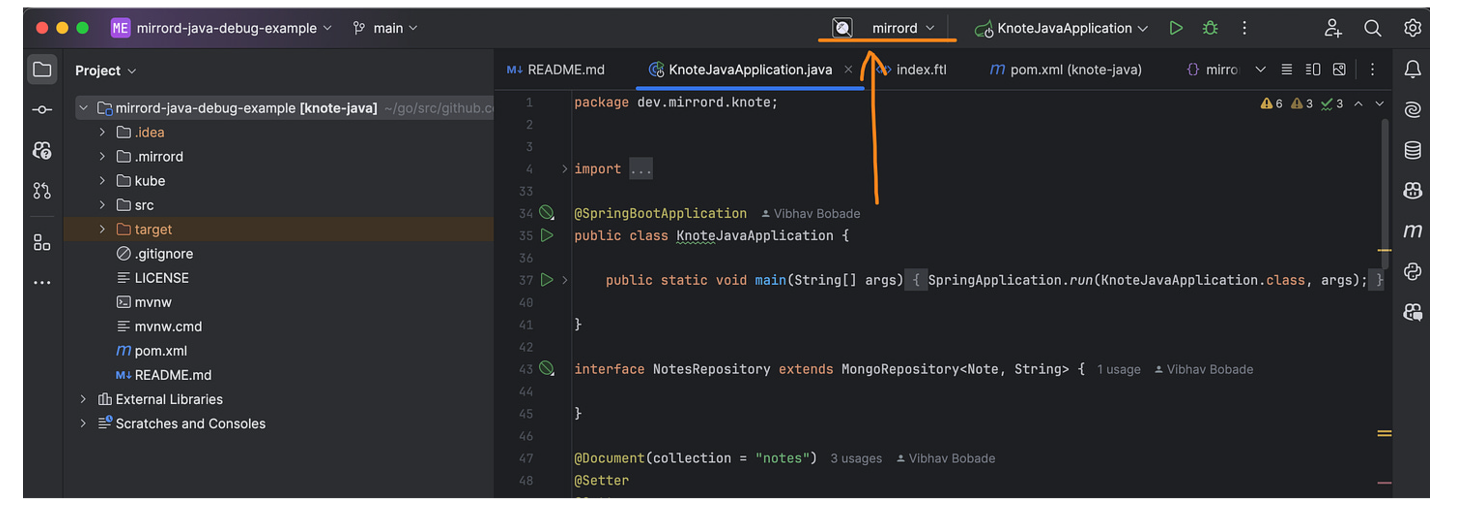 ME mirrord-java-debug-example main mirrord KnoteJavaApplication
Project
M↓ README.md KnoteJavaApplication.java index.ftl m pom.xml (knote-java) {} mirro
mirrord-java-debug-example [knote-java] ~/go/src/github.c
.idea
.mirrord
kube
src
target
.gitignore
LICENSE
mvnw
mvnw.cmd
m pom.xml
M↓ README.md
External Libraries
Scratches and Consoles
6 3 3
1 package dev.mirrord.knote;
2
3
4 import ...
33
34 @SpringBootApplication Vibhav Bobade
35 public class KnoteJavaApplication {
36
37 public static void main(String[] args) { SpringApplication.run(KnoteJavaApplication.class, args); }
40
41 }
42
43 interface NotesRepository extends MongoRepository<Note, String> { 1 usage Vibhav Bobade
44
45 }
46
47 @Document(collection = "notes") 3 usages Vibhav Bobade
48 @Setter
m